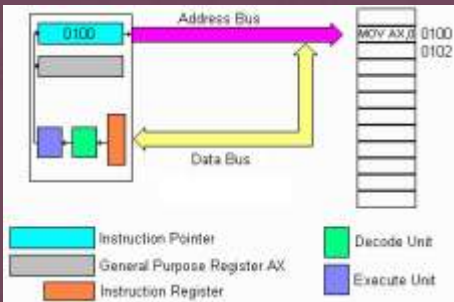 Address Bus
0100
MOV AX,0 0100
0102
Data Bus
Instruction Pointer
General Purpose Register AX
Instruction Register
Decode Unit
Execute Unit